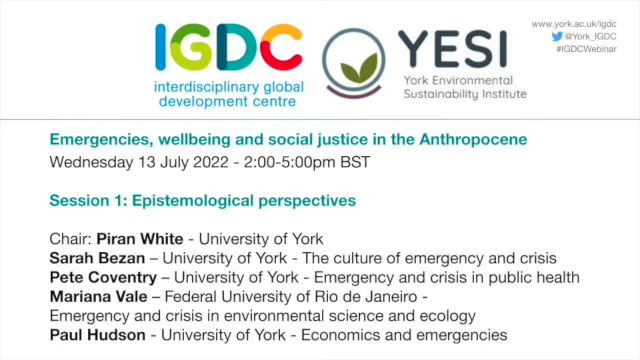 IGDC
interdisciplinary global
development centre
YESI
York Environmental
Sustainability Institute
www.york.ac.uk/igdc
@York_IGDC
#IGDCWebinar
Emergencies, wellbeing and social justice in the Anthropocene
Wednesday 13 July 2022 - 2:00-5:00pm BST
Session 1: Epistemological perspectives
Chair: Piran White - University of York
Sarah Bezan – University of York - The culture of emergency and crisis
Pete Coventry – University of York - Emergency and crisis in public health
Mariana Vale – Federal University of Rio de Janeiro -
Emergency and crisis in environmental science and ecology
Paul Hudson - University of York - Economics and emergencies